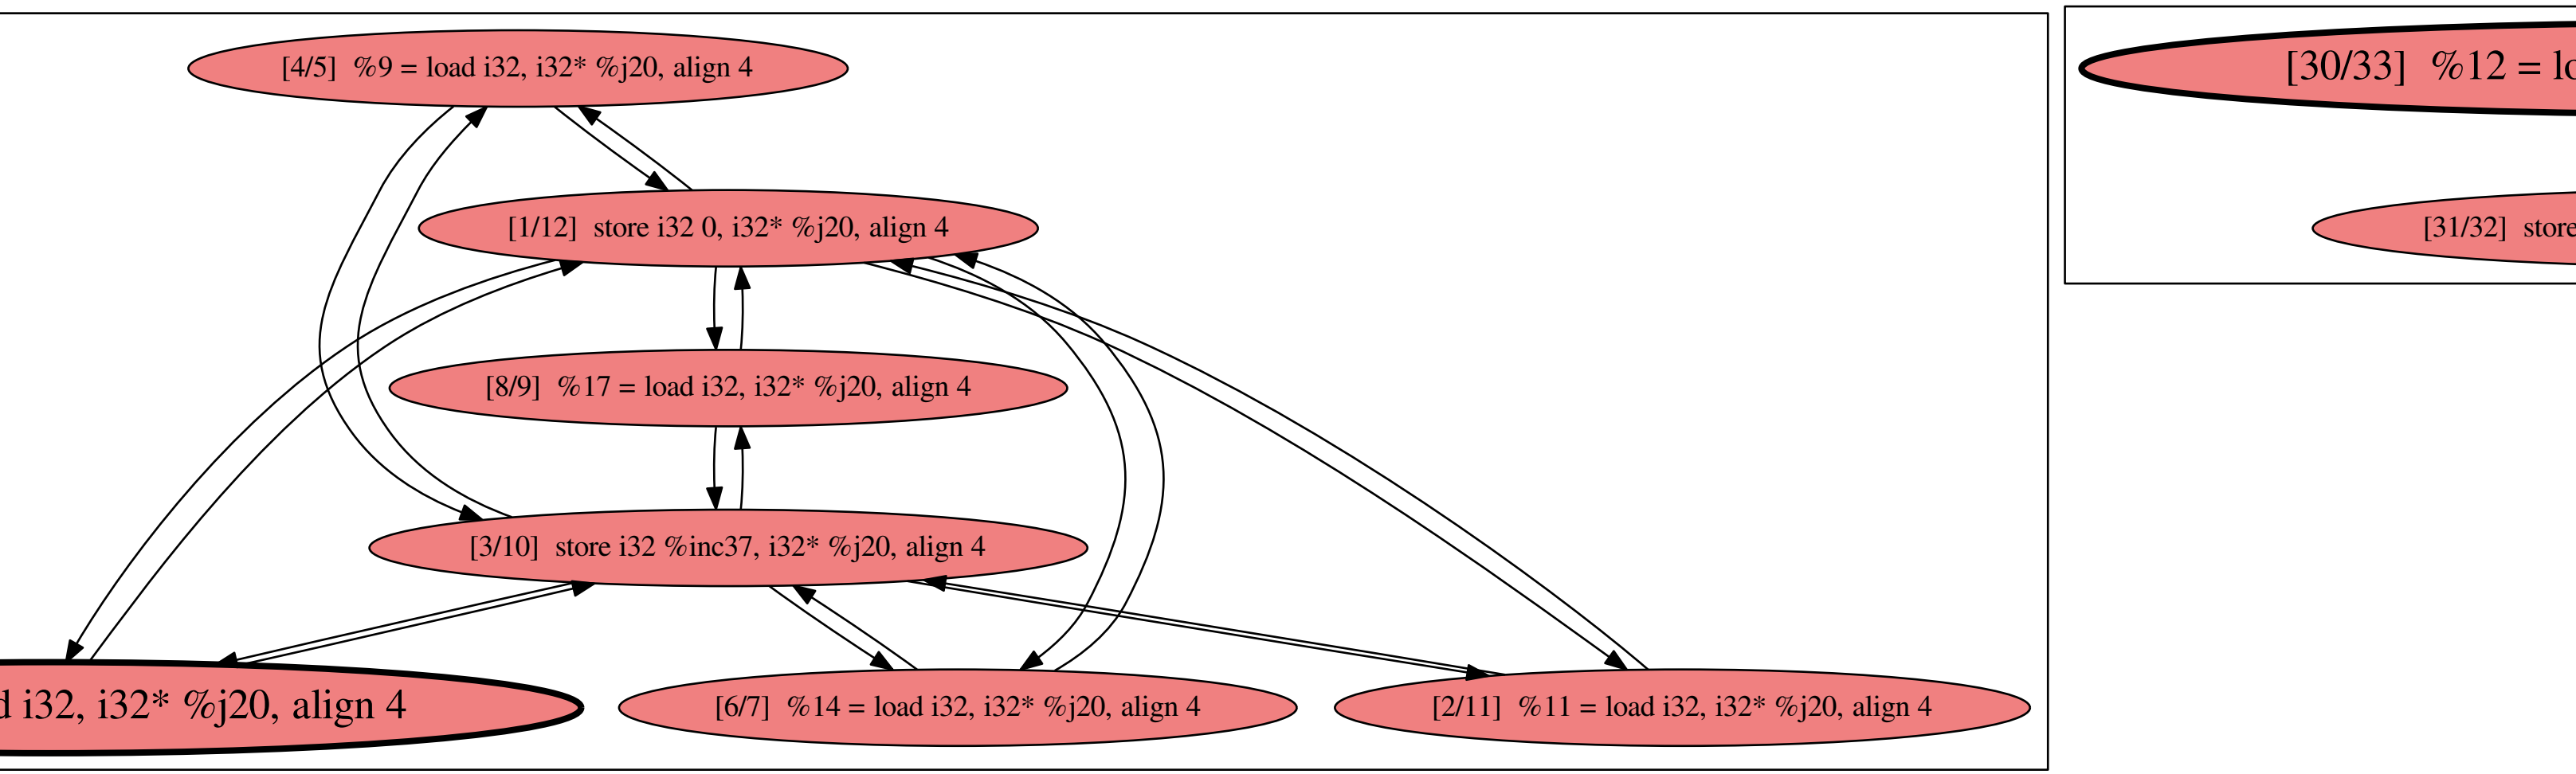 [4/5] %9 = load i32, i32* %j20, align 4
[30/33] %12 =
[1/12] store i32 0, i32* %j20, align 4
[31/32] store
[8/9] %17 = load i32, i32* %j20, align 4
[3/10] store i32 %inc37, i32* %j20, align 4
i32, i32* %j20, align 4
[6/7] %14 = load i32, i32* %j20, align 4
[2/11] %11 = load i32, i32* %j20, align 4